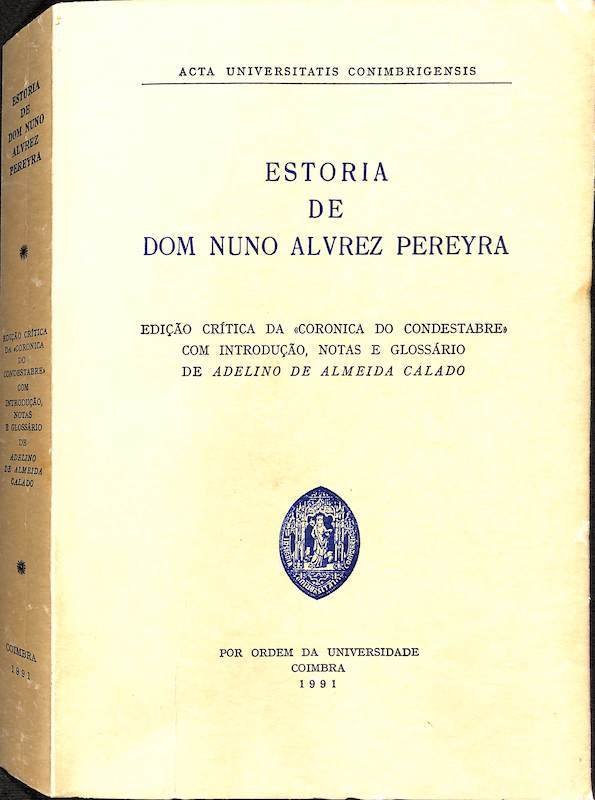 ACTA UNIVERSITATIS CONIMBRIGENSIS
ESTORIA
DE
DOM NUNO ALVREZ PEREYRA
EDIÇÃO CRÍTICA DA «CORONICA DO CONDESTABRE»
COM INTRODUÇÃO, NOTAS E GLOSSÁRIO
DE ADELINO DE ALMEIDA CALADO
POR ORDEM DA UNIVERSIDADE
COIMBRA
1991
ESTORIA
DE
DOM NUNO
ALVREZ
PEREYRA
EDIÇÃO CRÍTICA
DA «CORONICA
DO
CONDESTABRE»
COM
INTRODUÇÃO,
NOTAS
E GLOSSÁRIO
DE
ADELINO
DE ALMEIDA
CALADO
COIMBRA
1991